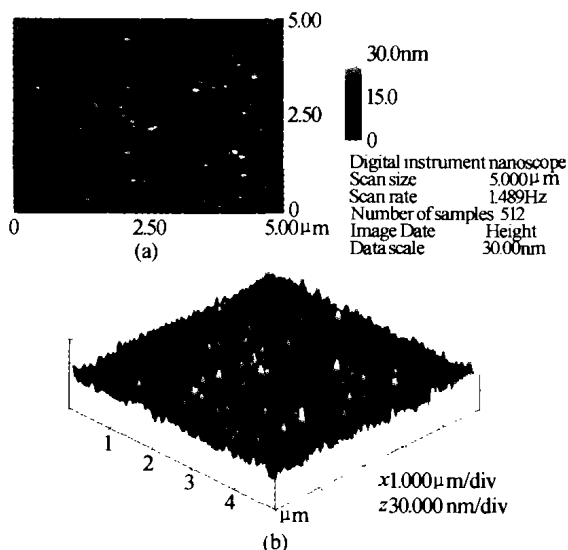 5.00
2.50
0
0 2.50 5.00μm
(a)
30.0nm
15.0
0
Digital instrument nanoscope
Scan size 5.000μm
Scan rate 1.489Hz
Number of samples 512
Image Date Height
Data scale 30.00nm
1
2
3
4
μm
x1.000μm/div
z30.000 nm/div
(b)